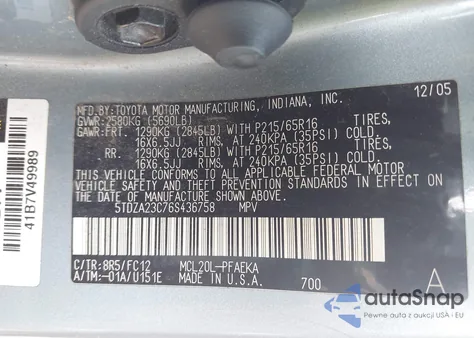 MFD. BY: TOYOTA MOTOR MANUFACTURING, INDIANA, INC. 12/05
GVWR: 2580KG (5690LB)
GAWR: FRT. 1290KG (2845LB) WITH P215/65R16 TIRES,
16X6.5JJ RIMS, AT 240KPA (35PSI) COLD
RR. 1290KG (2845LB) WITH P215/65R16 TIRES,
16X6.5JJ RIMS, AT 240KPA (35PSI) COLD
THIS VEHICLE CONFORMS TO ALL APPLICABLE FEDERAL MOTOR
VEHICLE SAFETY STANDARDS IN EFFECT ON THE DATE OF
MANUFACTURE SHOWN ABOVE.
5TDZA23C76S436758 MPV
C/TR: 8R5/FC12 MCL20L-PFAEKA
A/TM: -01A/U151E MADE IN U.S.A. 700 A
41B7V49989
autoSnap
Pewne auta z USA